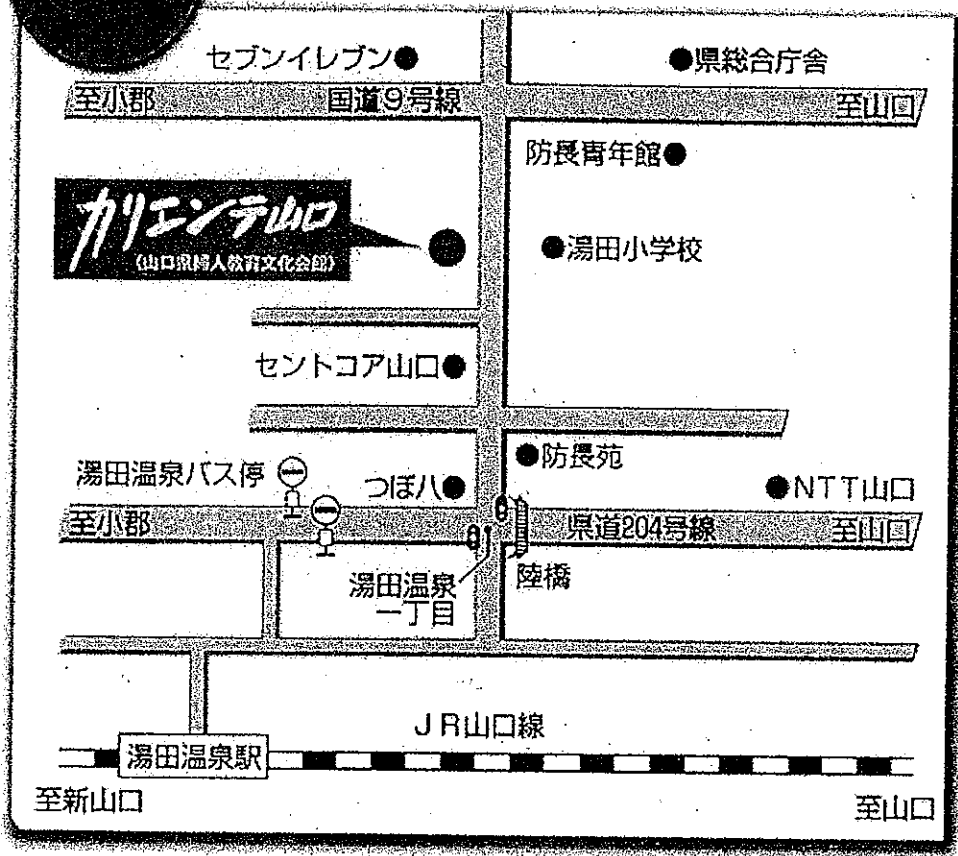 セブンイレブン
県総合庁舎
至小郡
国道9号線
至山口
防長青年館
カリエンテ山口
(山口県婦人教育文化会館)
湯田小学校
セントコア山口
防長苑
湯田温泉バス停
つぼ八
NTT山口
至小郡
県道204号線
至山口
湯田温泉
一丁目
陸橋
JR山口線
湯田温泉駅
至新山口
至山口